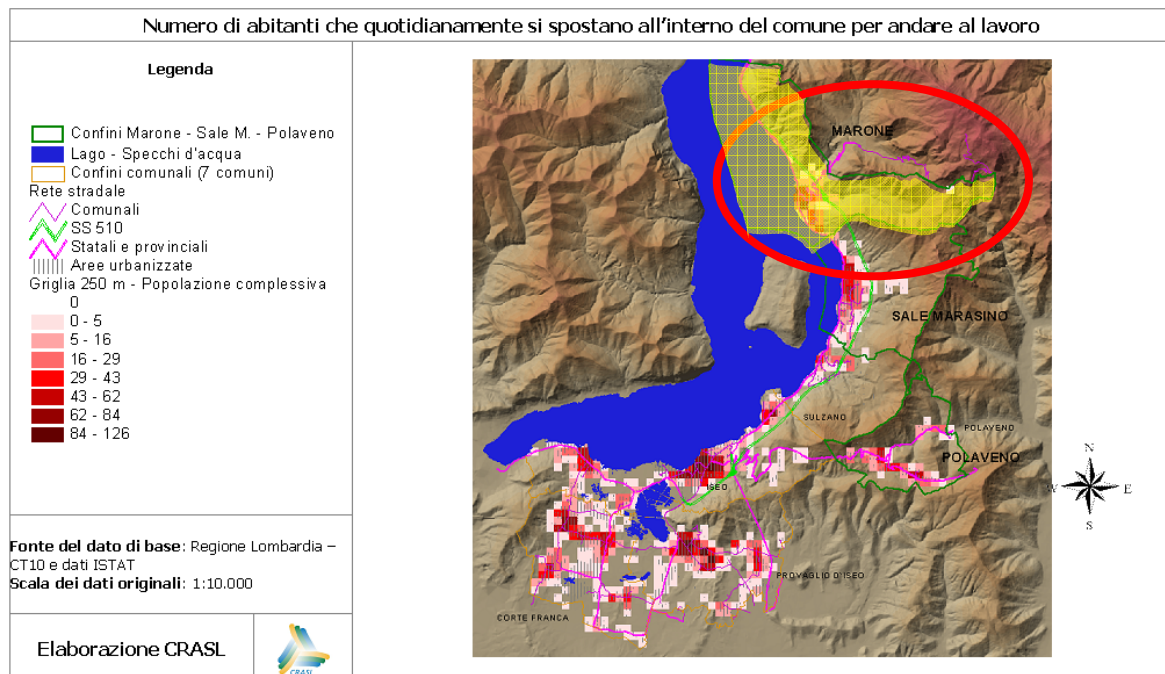 Numero di abitanti che quotidianamente si spostano all'interno del comune per andare al lavoro
Legenda
Confini Marone - Sale M. - Polaveno
Lago - Specchi d'acqua
Confini comunali (7 comuni)
Rete stradale
Comunali
SS 510
Statali e provinciali
Aree urbanizzate
Griglia 250 m - Popolazione complessiva
0
0 - 5
5 - 16
16 - 29
29 - 43
43 - 62
62 - 84
84 - 126
Fonte del dato di base: Regione Lombardia –
CT10 e dati ISTAT
Scala dei dati originali: 1:10.000
Elaborazione CRASL
CRASL
MARONE
SALE MARASINO
SULZANO
POLAVENO
POLAVENO
ISEO
PROVAGLIO D'ISEO
CORTE FRANCA
N
W
E
S